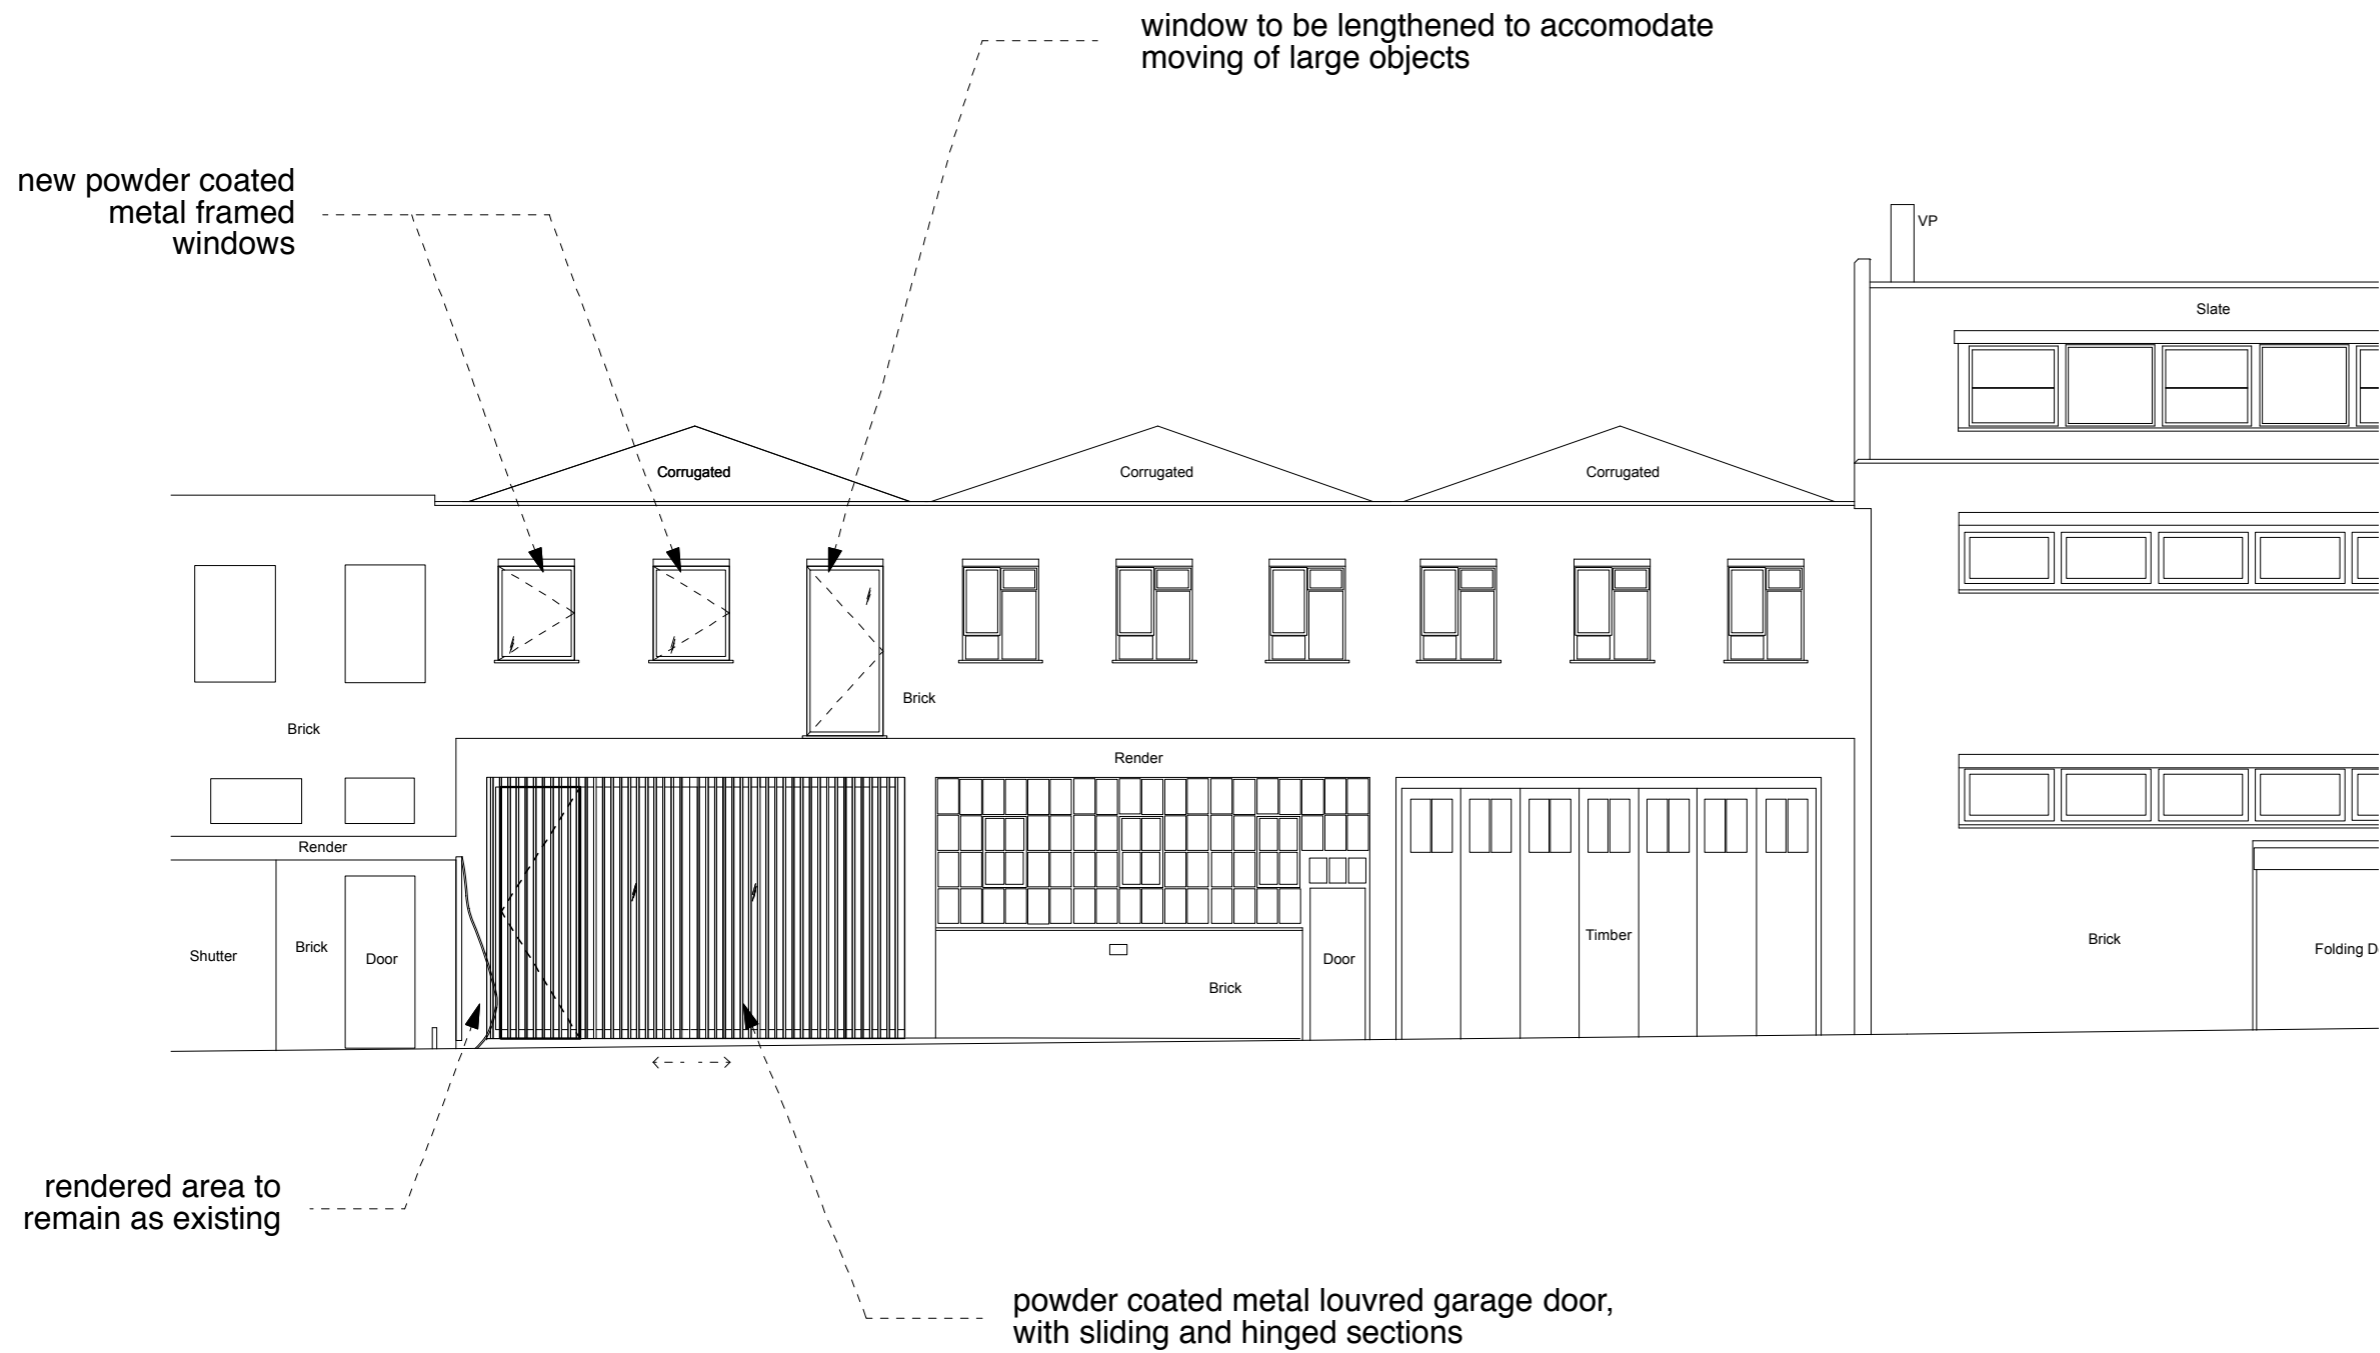 window to be lengthened to accomodate
moving of large objects
new powder coated
metal framed
windows
VP
Slate
Corrugated
Corrugated
Corrugated
Brick
Brick
Render
Render
Shutter
Brick
Door
Timber
Door
Brick
Brick
Folding D
rendered area to
remain as existing
powder coated metal louvred garage door,
with sliding and hinged sections